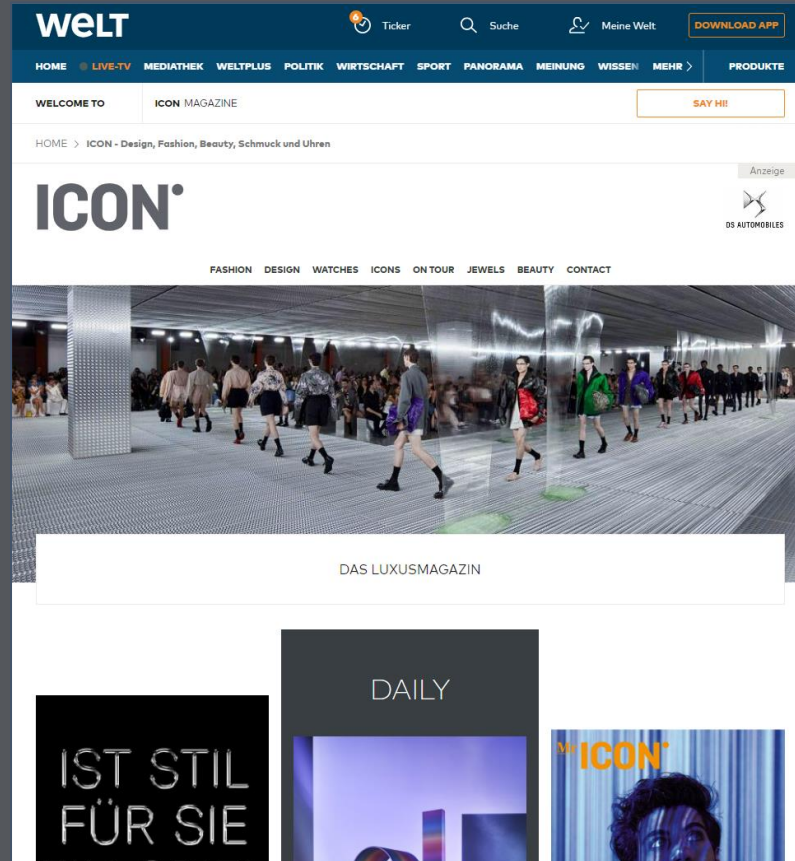 welt
6
Ticker
Suche
Meine Welt
DOWNLOAD APP
HOME LIVE-TV MEDIATHEK WELTPLUS POLITIK WIRTSCHAFT SPORT PANORAMA MEINUNG WISSEN MEHR > PRODUKTE
WELCOME TO ICON MAGAZINE SAY HI!
HOME > ICON - Design, Fashion, Beauty, Schmuck und Uhren
Anzeige
ICON
DS AUTOMOBILES
FASHION DESIGN WATCHES ICONS ON TOUR JEWELS BEAUTY CONTACT
DAS LUXUSMAGAZIN
IST STIL
FÜR SIE
DAILY
Mr ICON